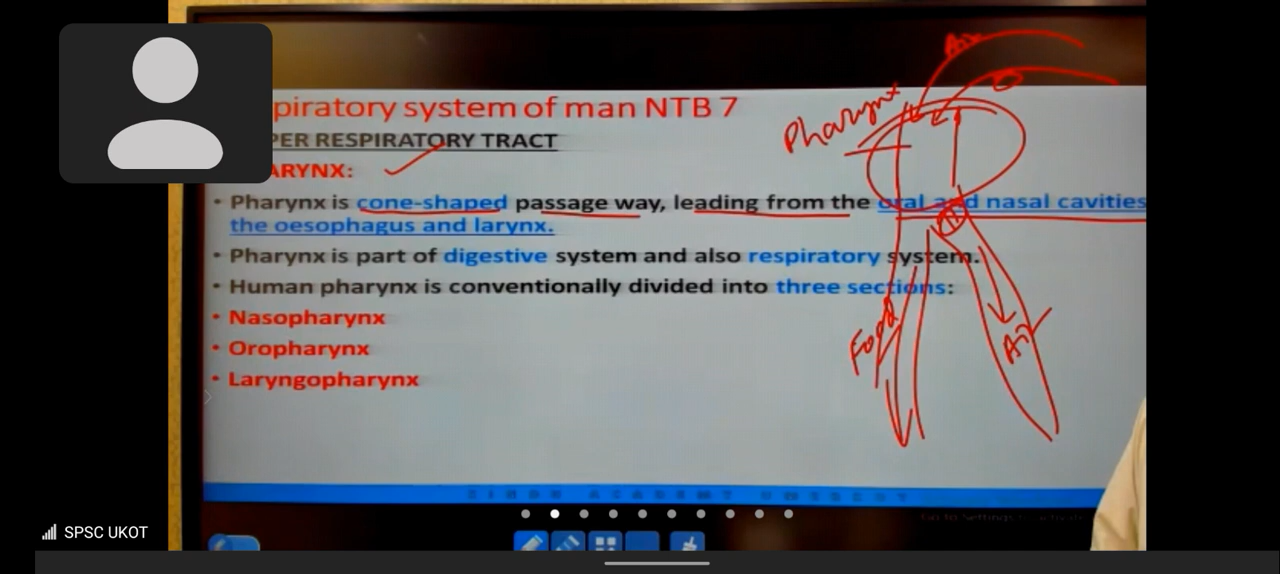 piratory system of man NTB 7
PER RESPIRATORY TRACT
ARYNX:
• Pharynx is cone-shaped passage way, leading from the oral and nasal cavities
the oesophagus and larynx.
• Pharynx is part of digestive system and also respiratory system.
• Human pharynx is conventionally divided into three sections:
• Nasopharynx
• Oropharynx
• Laryngopharynx
Pharynx
Air
Food
Air
SPSC UKOT